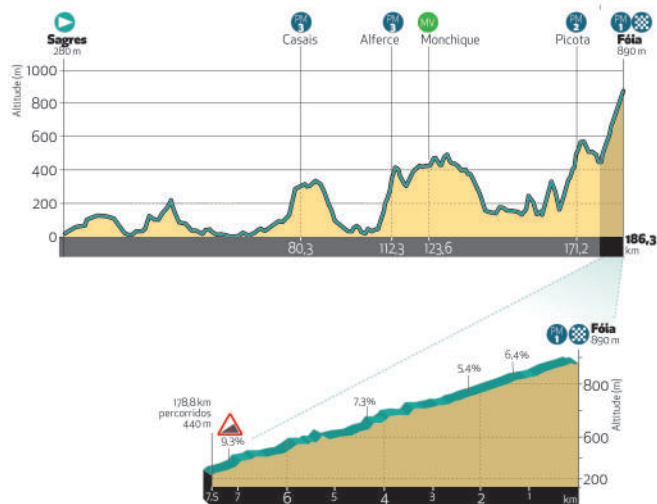 PM 3
PM 3
MV
PM 2
PM 1
Sagres
280 m
Casais
Alferce
Monchique
Picota
Fóia
890 m
Altitude (m)
1000
800
600
400
200
0
80,3
112,3
123,6
171,2
186,3
km
PM 1
Fóia
890 m
178,8 km
percorridos
440 m
9,3%
7,3%
5,4%
6,4%
800
600
200
Altitude (m)
7,5
7
6
5
4
3
2
1
km